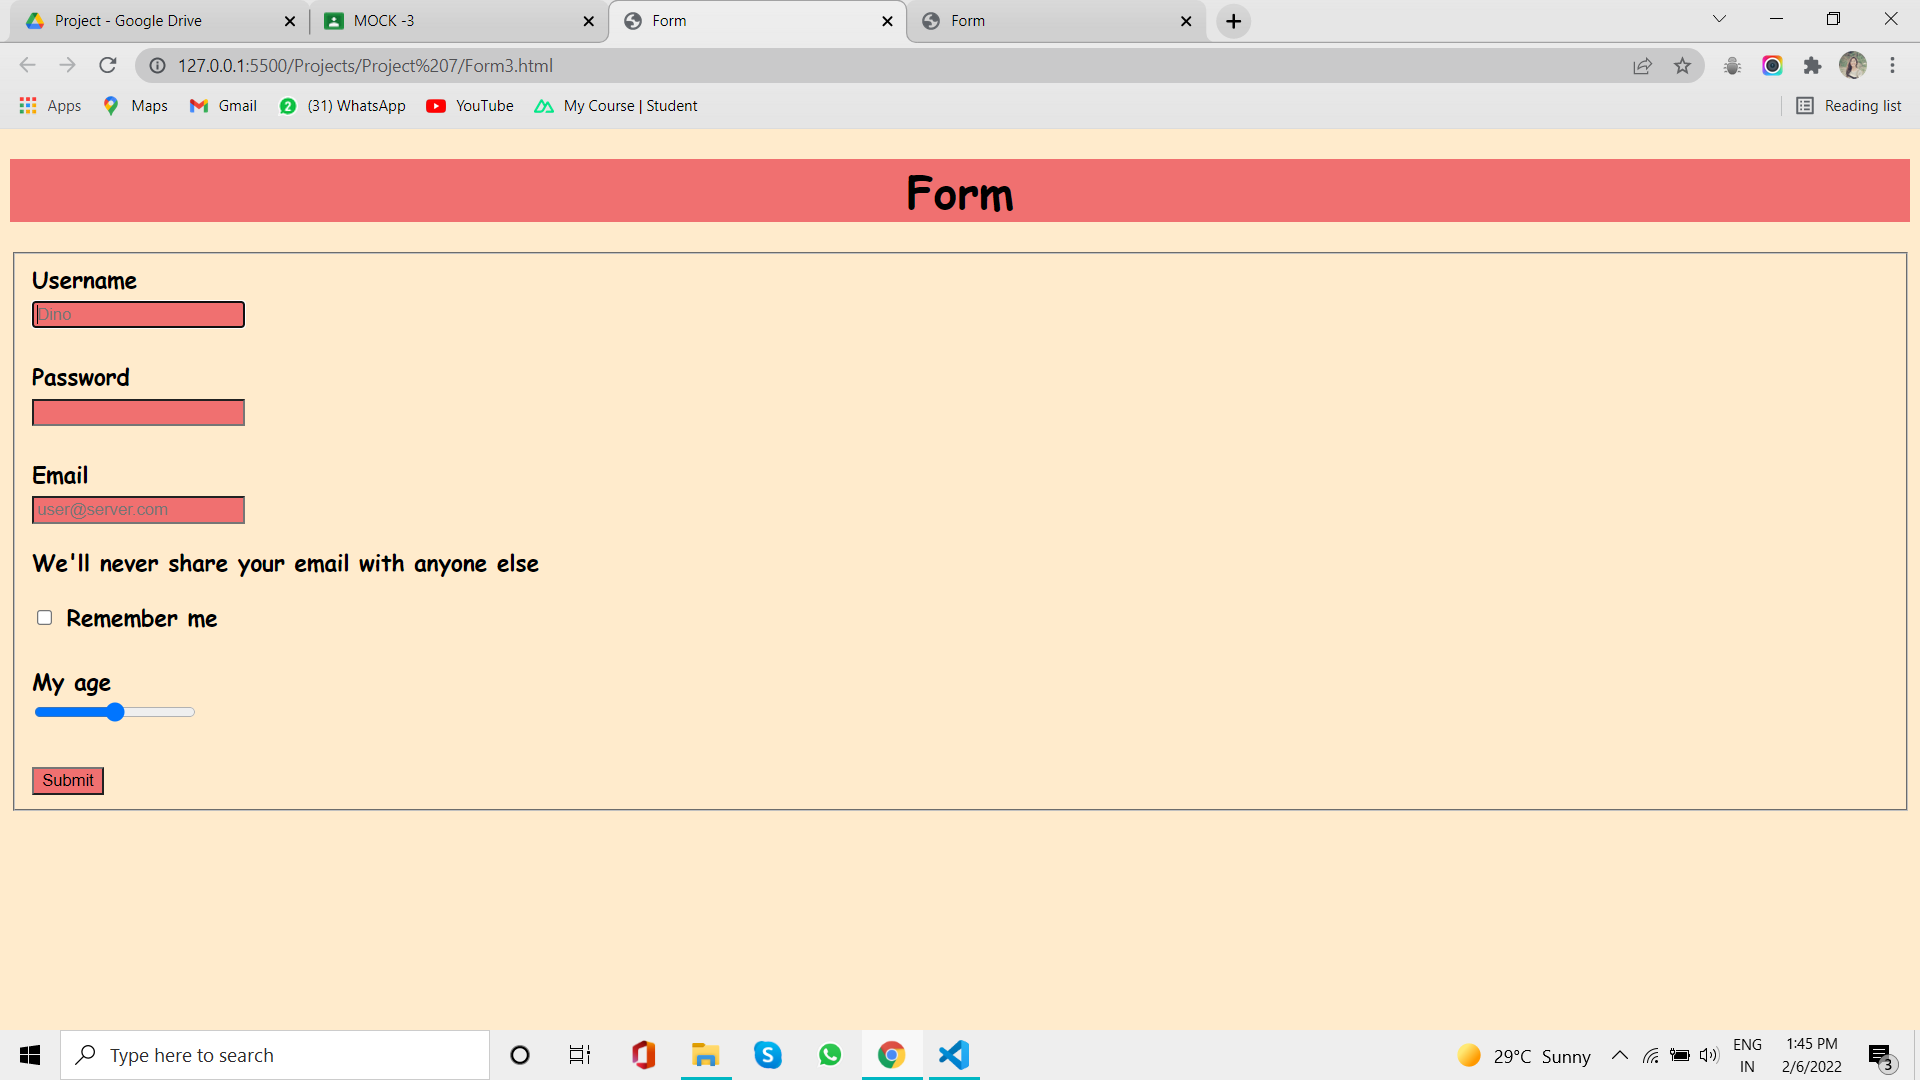 Project - Google Drive
MOCK -3
Form
Form
127.0.0.1:5500/Projects/Project%207/Form3.html
Apps
Maps
Gmail
2
(31) WhatsApp
YouTube
My Course | Student
Reading list
Form
Username
Dino
Password
Email
user@server.com
We'll never share your email with anyone else
Remember me
My age
Submit
Type here to search
S
29°C Sunny
ENG
IN
1:45 PM
2/6/2022
3